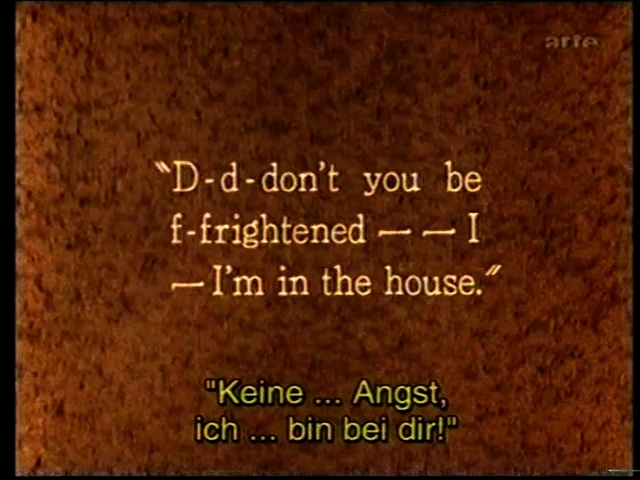 arte
"D-d-don't you be
f-frightened — — I
— I'm in the house."
"Keine ... Angst,
ich ... bin bei dir!"